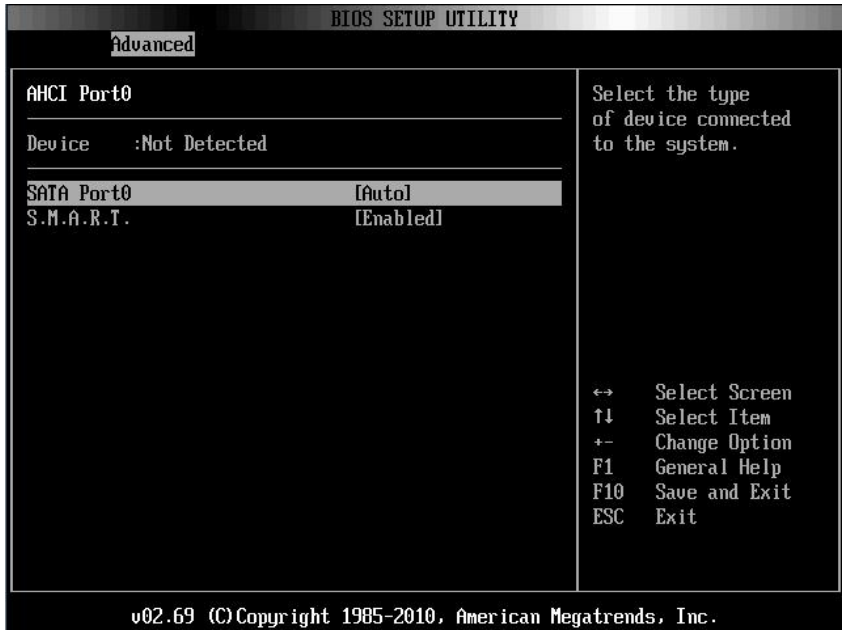 BIOS SETUP UTILITY
Advanced
AHCI Port0
Device :Not Detected
SATA Port0 [Auto]
S.M.A.R.T. [Enabled]
Select the type
of device connected
to the system.
←→ Select Screen
↑↓ Select Item
+- Change Option
F1 General Help
F10 Save and Exit
ESC Exit
v02.69 (C)Copyright 1985-2010, American Megatrends, Inc.